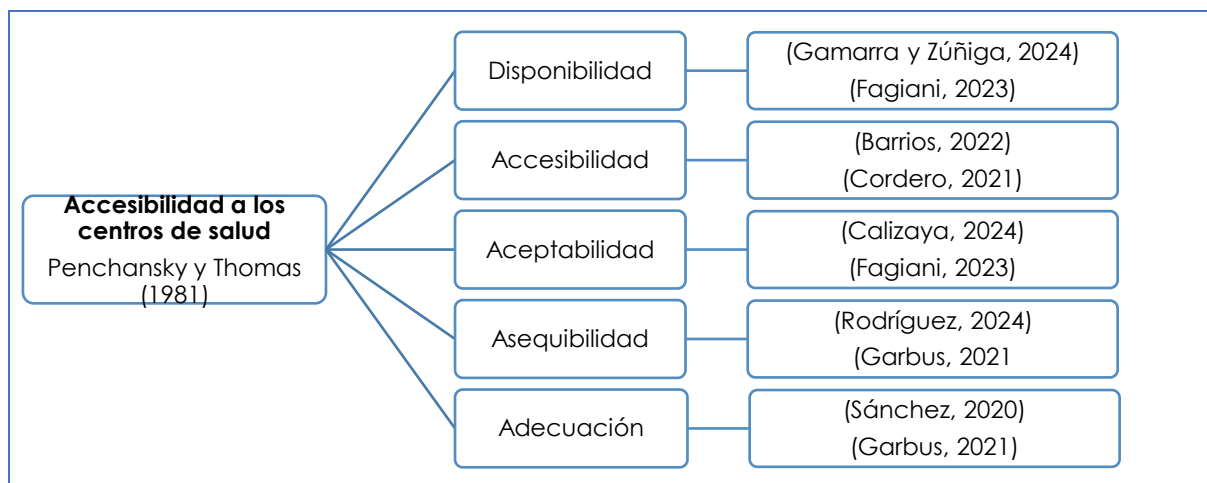 Accesibilidad a los
centros de salud
Penchansky y Thomas
(1981)
Disponibilidad
(Gamarra y Zúñiga, 2024)
(Fagiani, 2023)
Accesibilidad
(Barrios, 2022)
(Cordero, 2021)
Aceptabilidad
(Calizaya, 2024)
(Fagiani, 2023)
Asequibilidad
(Rodríguez, 2024)
(Garbus, 2021
Adecuación
(Sánchez, 2020)
(Garbus, 2021)